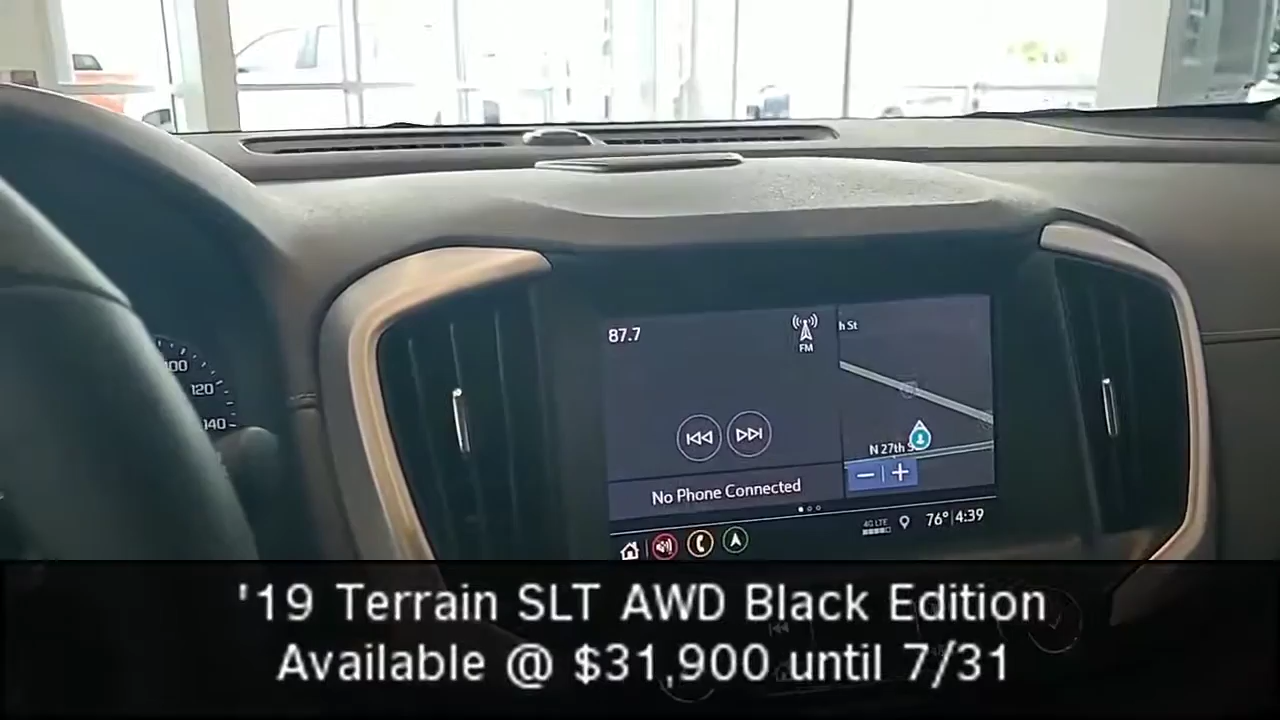 87.7
FM
h St
100
120
140
N 27th S
No Phone Connected
4G LTE
76° 4:39
'19 Terrain SLT AWD Black Edition
Available @ $31,900 until 7/31